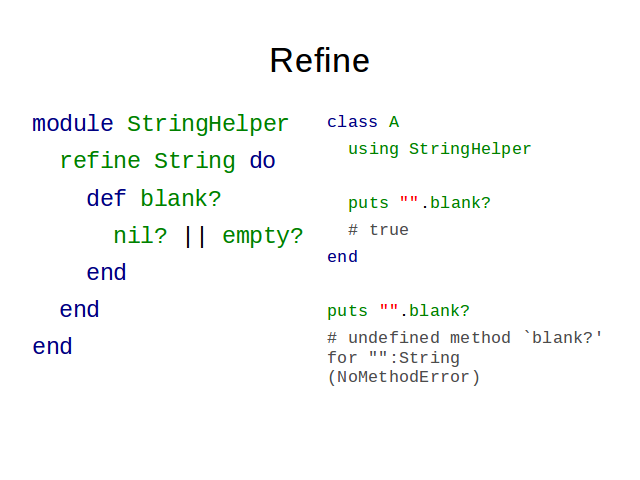 Refine
module StringHelper
  refine String do
    def blank?
      nil? || empty?
    end
  end
end
class A
  using StringHelper

  puts "".blank?
  # true
end

puts "".blank?
# undefined method `blank?'
for "":String
(NoMethodError)